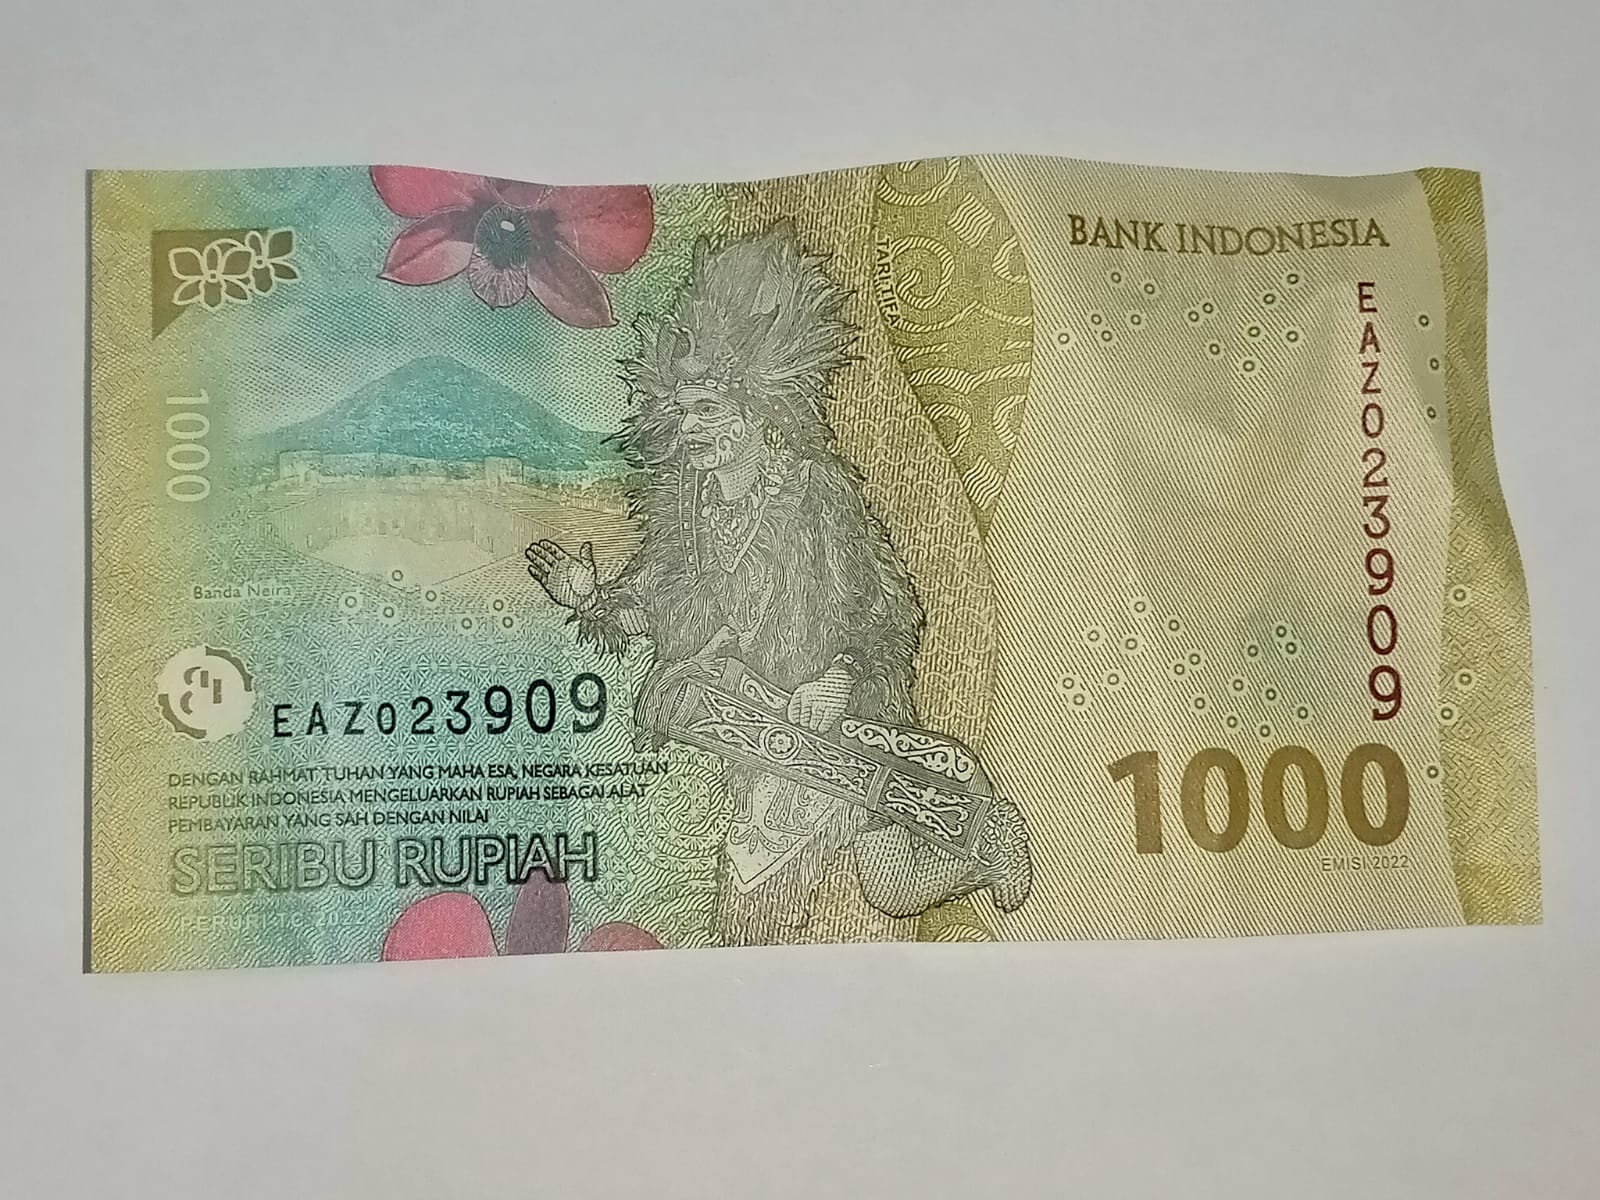 BANK INDONESIA
TARI TIFA
EAZ023909
1000
Banda Neira
EAZ023909
DENGAN RAHMAT TUHAN YANG MAHA ESA, NEGARA KESATUAN
REPUBLIK INDONESIA MENGELUARKAN RUPIAH SEBAGAI ALAT
PEMBAYARAN YANG SAH DENGAN NILAI
SERIBU RUPIAH
PERURI TC 2022
1000
EMISI 2022